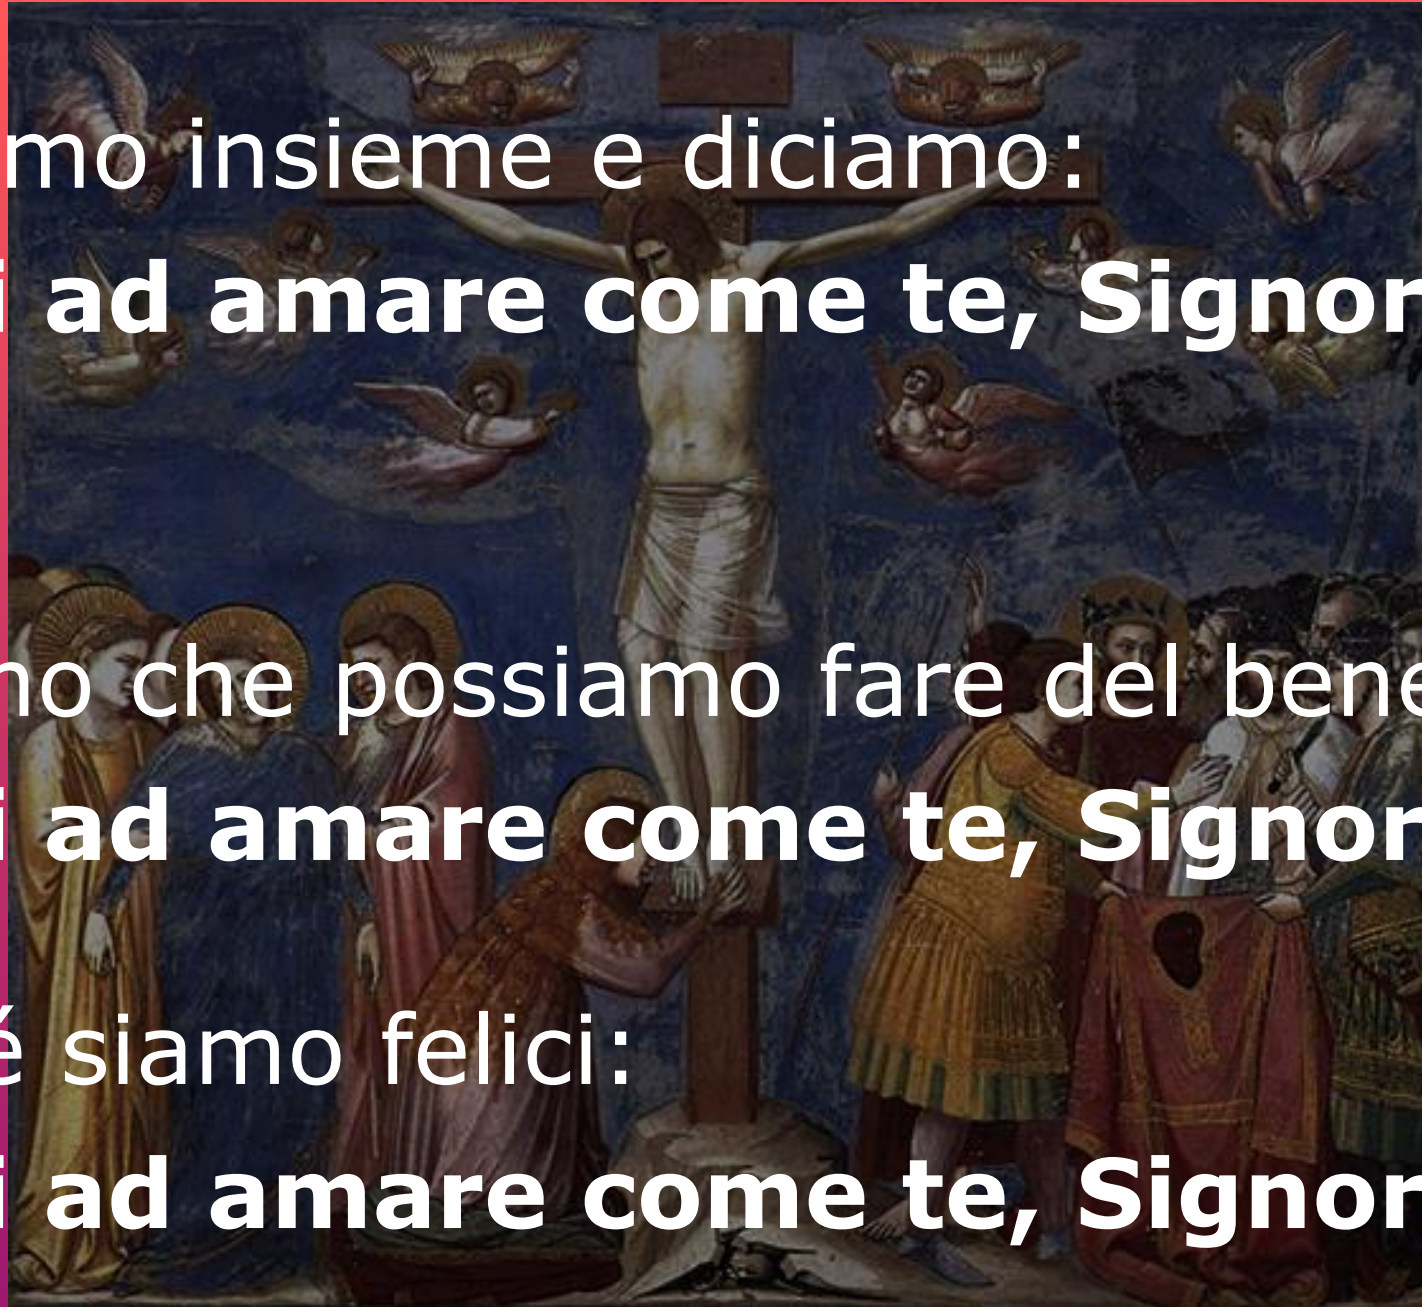 mo insieme e diciamo:
i ad amare come te, Signor
no che possiamo fare del bene
i ad amare come te, Signor
é siamo felici:
i ad amare come te, Signor